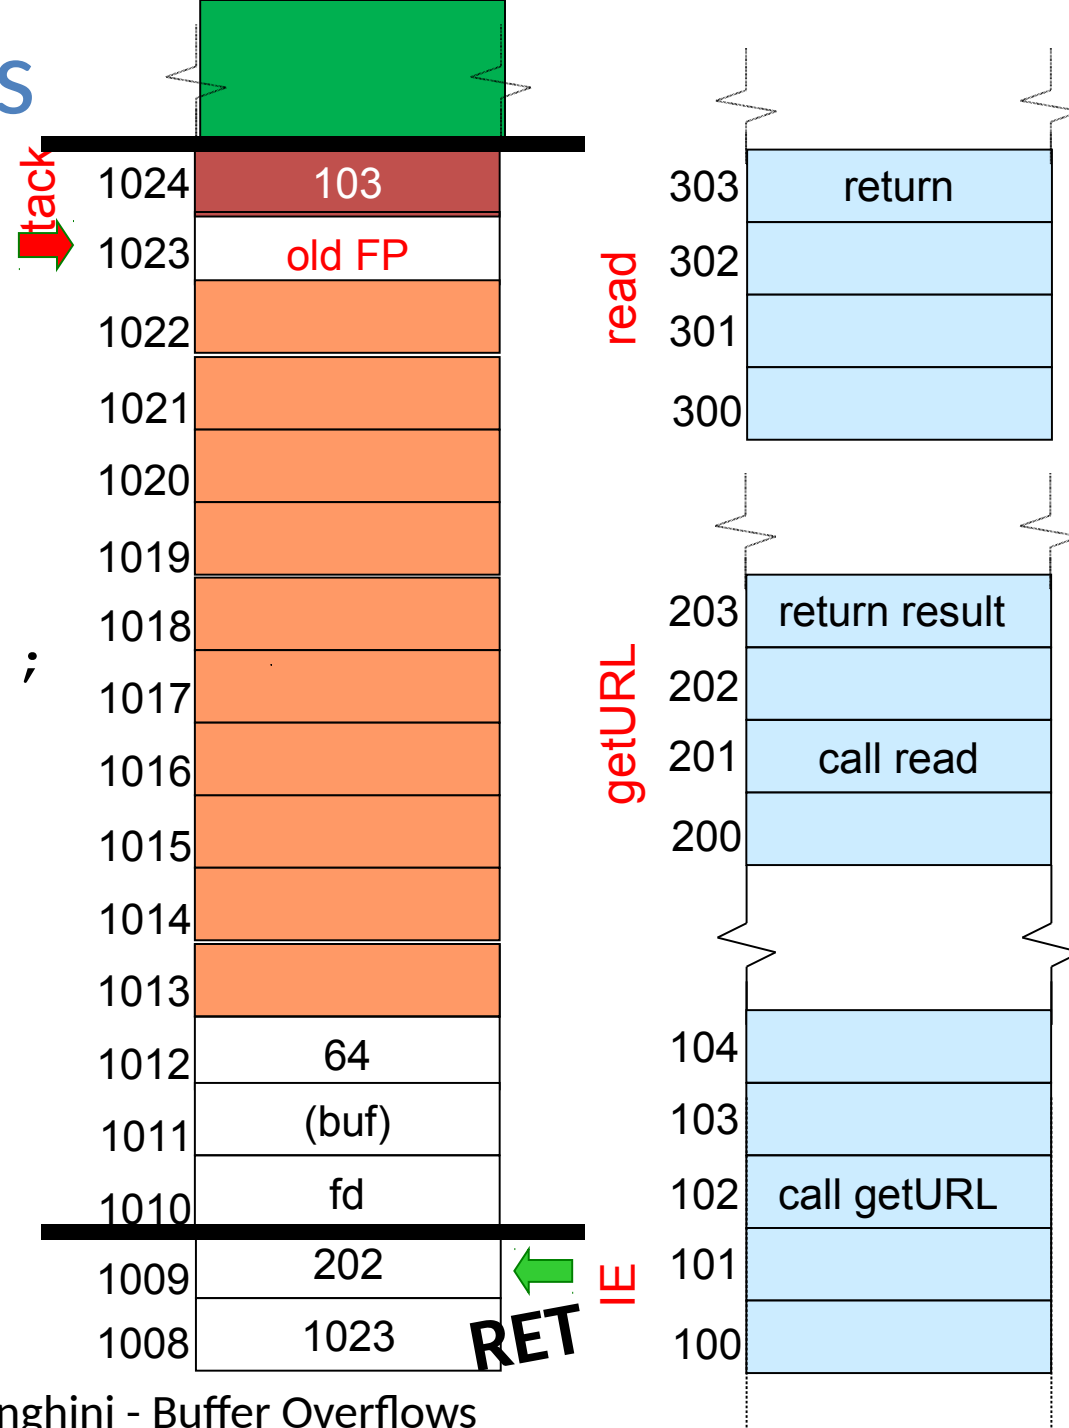 s
tack
1024 103
1023 old FP
1022
1021
1020
1019
1018
;
1017
1016
1015
1014
1013
1012 64
1011 (buf)
1010 fd
1009 202
1008 1023
RET
read
303 return
302
301
300
getURL
203 return result
202
201 call read
200
IE
104
103
102 call getURL
101
100
nghini - Buffer Overflows